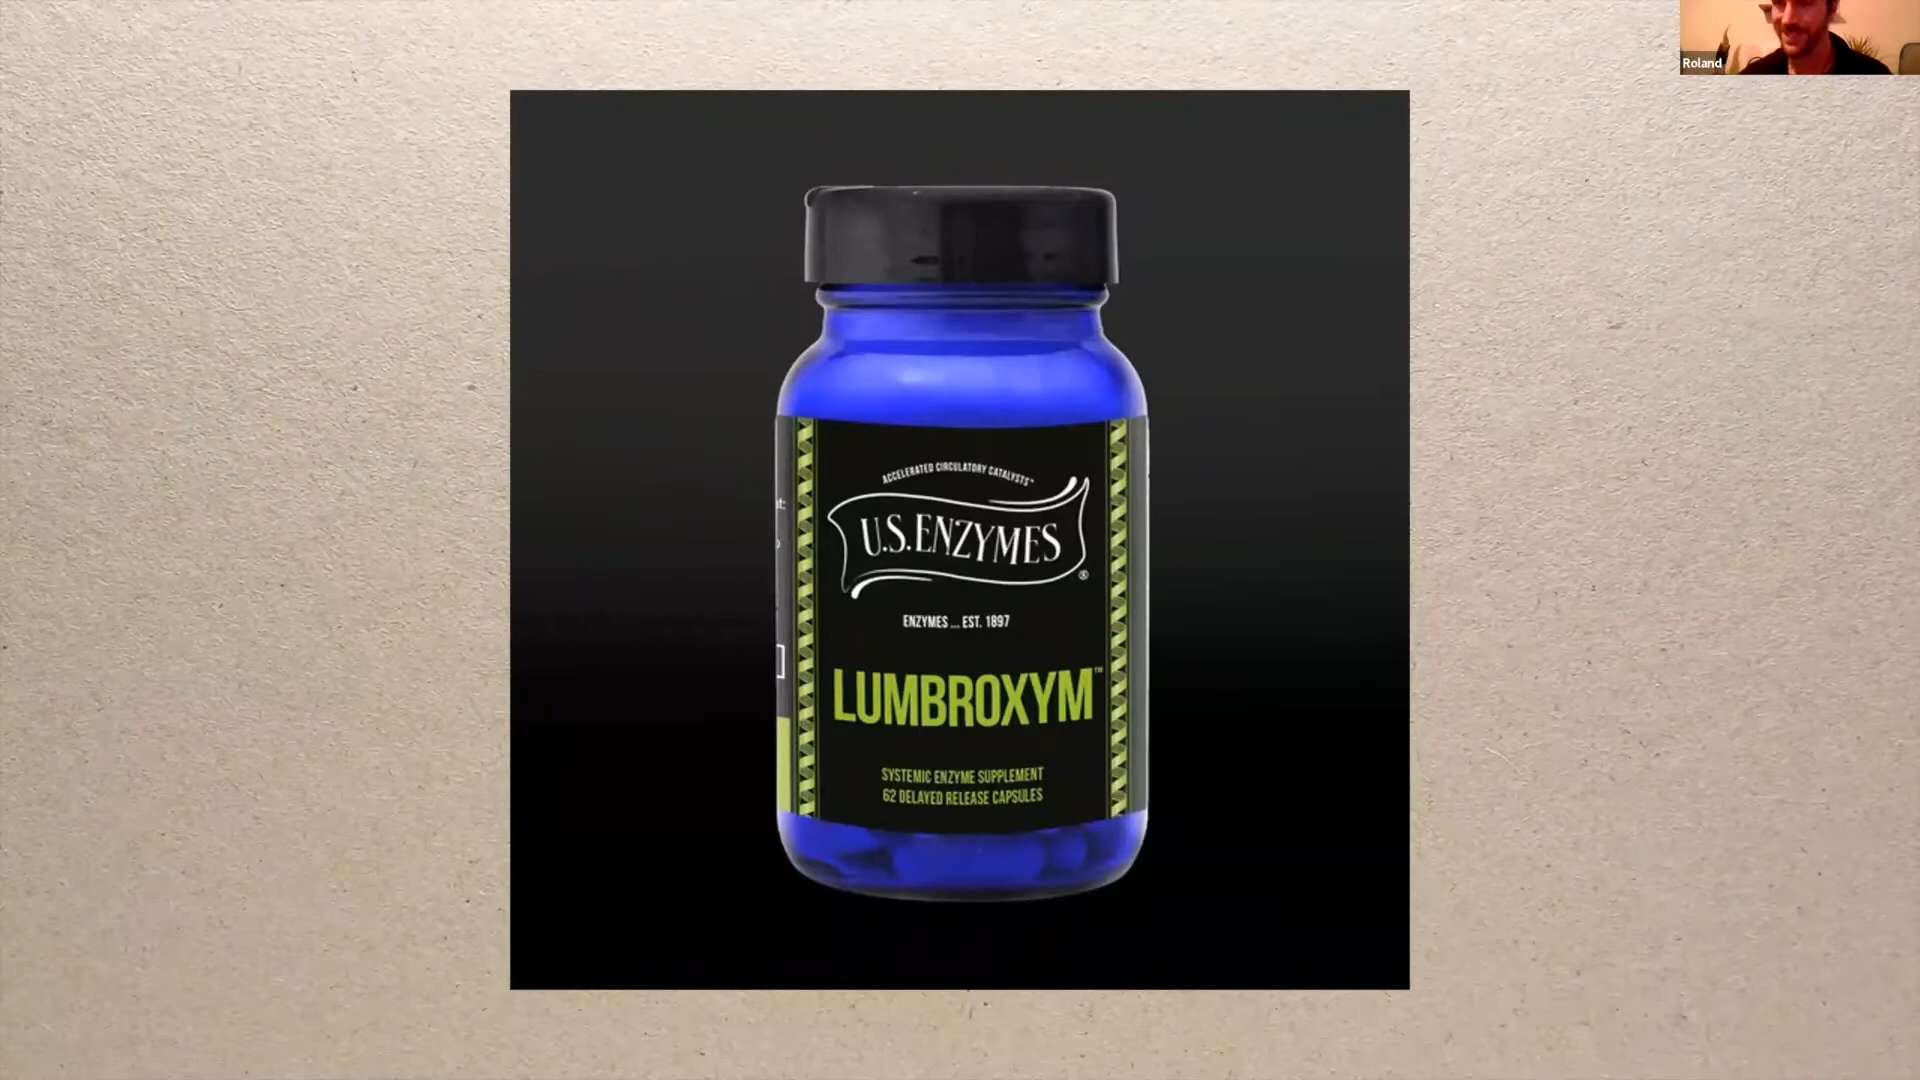 Roland
ACCELERATED CIRCULATORY CATALYSTS™
U.S. ENZYMES
®
ENZYMES ... EST. 1897
LUMBROXYM™
SYSTEMIC ENZYME SUPPLEMENT
62 DELAYED RELEASE CAPSULES